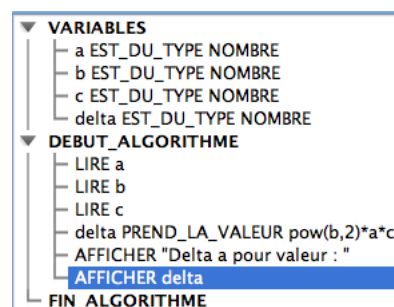 VARIABLES
a EST_DU_TYPE NOMBRE
b EST_DU_TYPE NOMBRE
c EST_DU_TYPE NOMBRE
delta EST_DU_TYPE NOMBRE
DEBUT_ALGORITHME
LIRE a
LIRE b
LIRE c
delta PREND_LA_VALEUR pow(b,2)*a*c
AFFICHER "Delta a pour valeur : "
AFFICHER delta
FIN_ALGORITHME